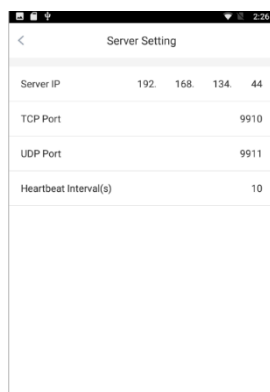 2:26
Server Setting
Server IP 192. 168. 134. 44
TCP Port 9910
UDP Port 9911
Heartbeat Interval(s) 10